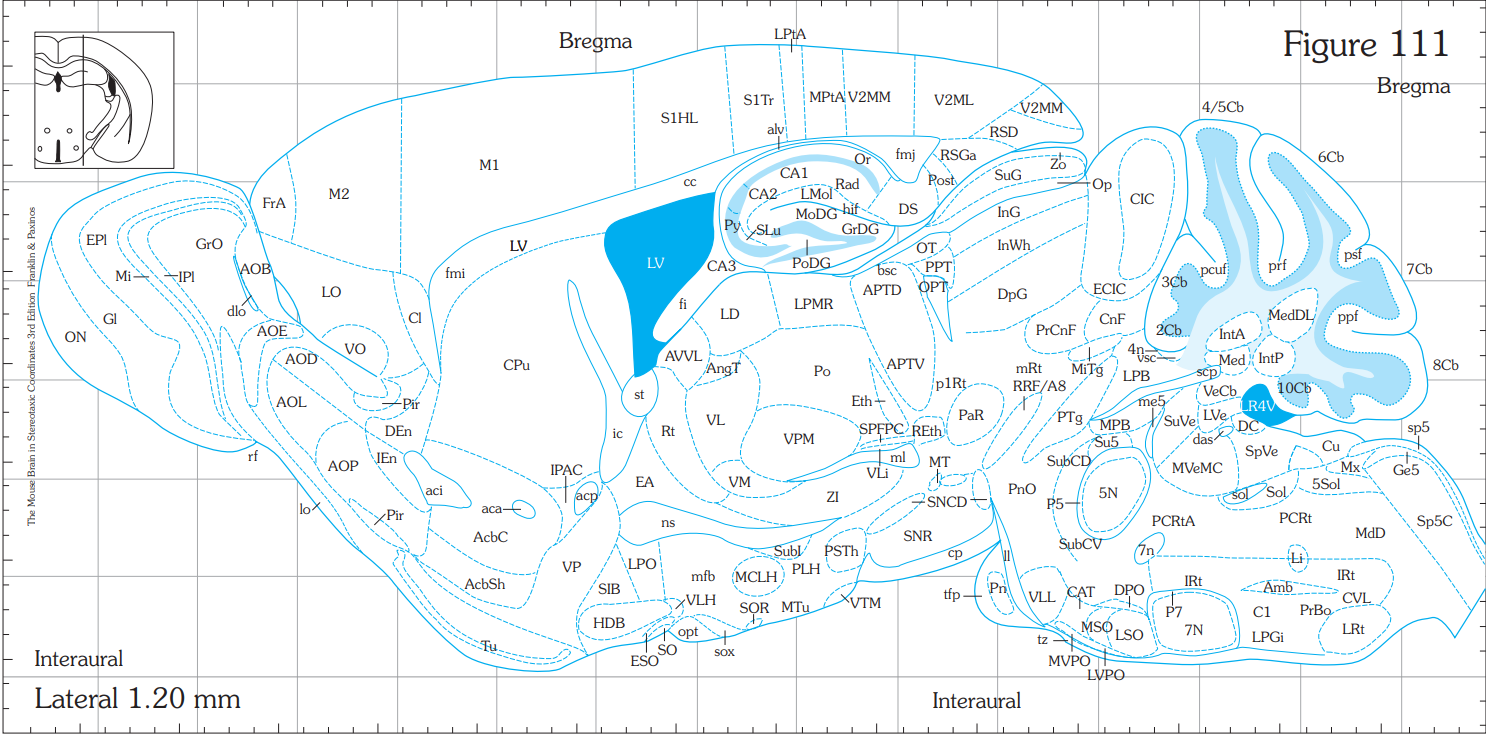 Figure 111
Bregma
Bregma
LPtA
4/5Cb
S1Tr
MPtA
V2MM
V2ML
V2MM
S1HL
alv
RSD
6Cb
M1
cc
CA1
Or
fmj
RSGa
Zo
SuG
Op
M2
FrA
CA2
Rad
LMol
Post
CIC
MoDG
hif
DS
InG
Py
SLu
GrDG
EPl
GrO
LV
LV
OT
InWh
PoDG
CA3
pcuf
prf
psf
7Cb
Mi
IPl
AOB
fmi
bsc
PPT
APTD
OPT
DpG
ECIC
3Cb
LO
dlo
fi
LD
LPMR
Gl
Cl
CnF
MedDL
ppf
ON
AOE
PrCnF
2Cb
IntA
VO
AOD
AVVL
4n
vsc
Med
IntP
8Cb
CPu
AngT
Po
APTV
mRt
MiTg
LPB
scp
RRF/A8
p1Rt
VeCb
10Cb
st
AOL
Pir
Eth
me5
LR4V
PaR
PTg
LVe
DEn
ic
Rt
VL
SPFPC
REth
MPB
SuVe
DC
VPM
Su5
das
sp5
rf
IEn
ml
MT
SubCD
SpVe
Cu
AOP
IPAC
VLi
MVeMC
Mx
Ge5
aci
EA
VM
ZI
PnO
5N
sol
Sol
5Sol
acp
SNCD
P5
lo
Pir
aca
ns
PCRtA
PCRt
Sp5C
AcbC
SNR
MdD
SubI
PSTh
cp
ll
SubCV
7n
Li
VP
LPO
PLH
AcbSh
SIB
mfb
MCLH
tfp
Pn
VLL
CAT
DPO
IRt
Amb
IRt
VLH
VTM
CVL
SOR
MTu
P7
C1
PrBo
HDB
opt
MSO
LSO
7N
LRt
Tu
LPGi
SO
sox
tz
ESO
MVPO
LVPO
Interaural
Lateral 1.20 mm
Interaural
The Mouse Brain in Stereotaxic Coordinates 3rd Edition Franklin & Paxinos